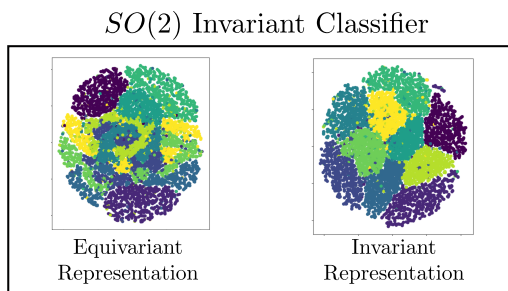 SO(2) Invariant Classifier
Equivariant
Representation
Invariant
Representation